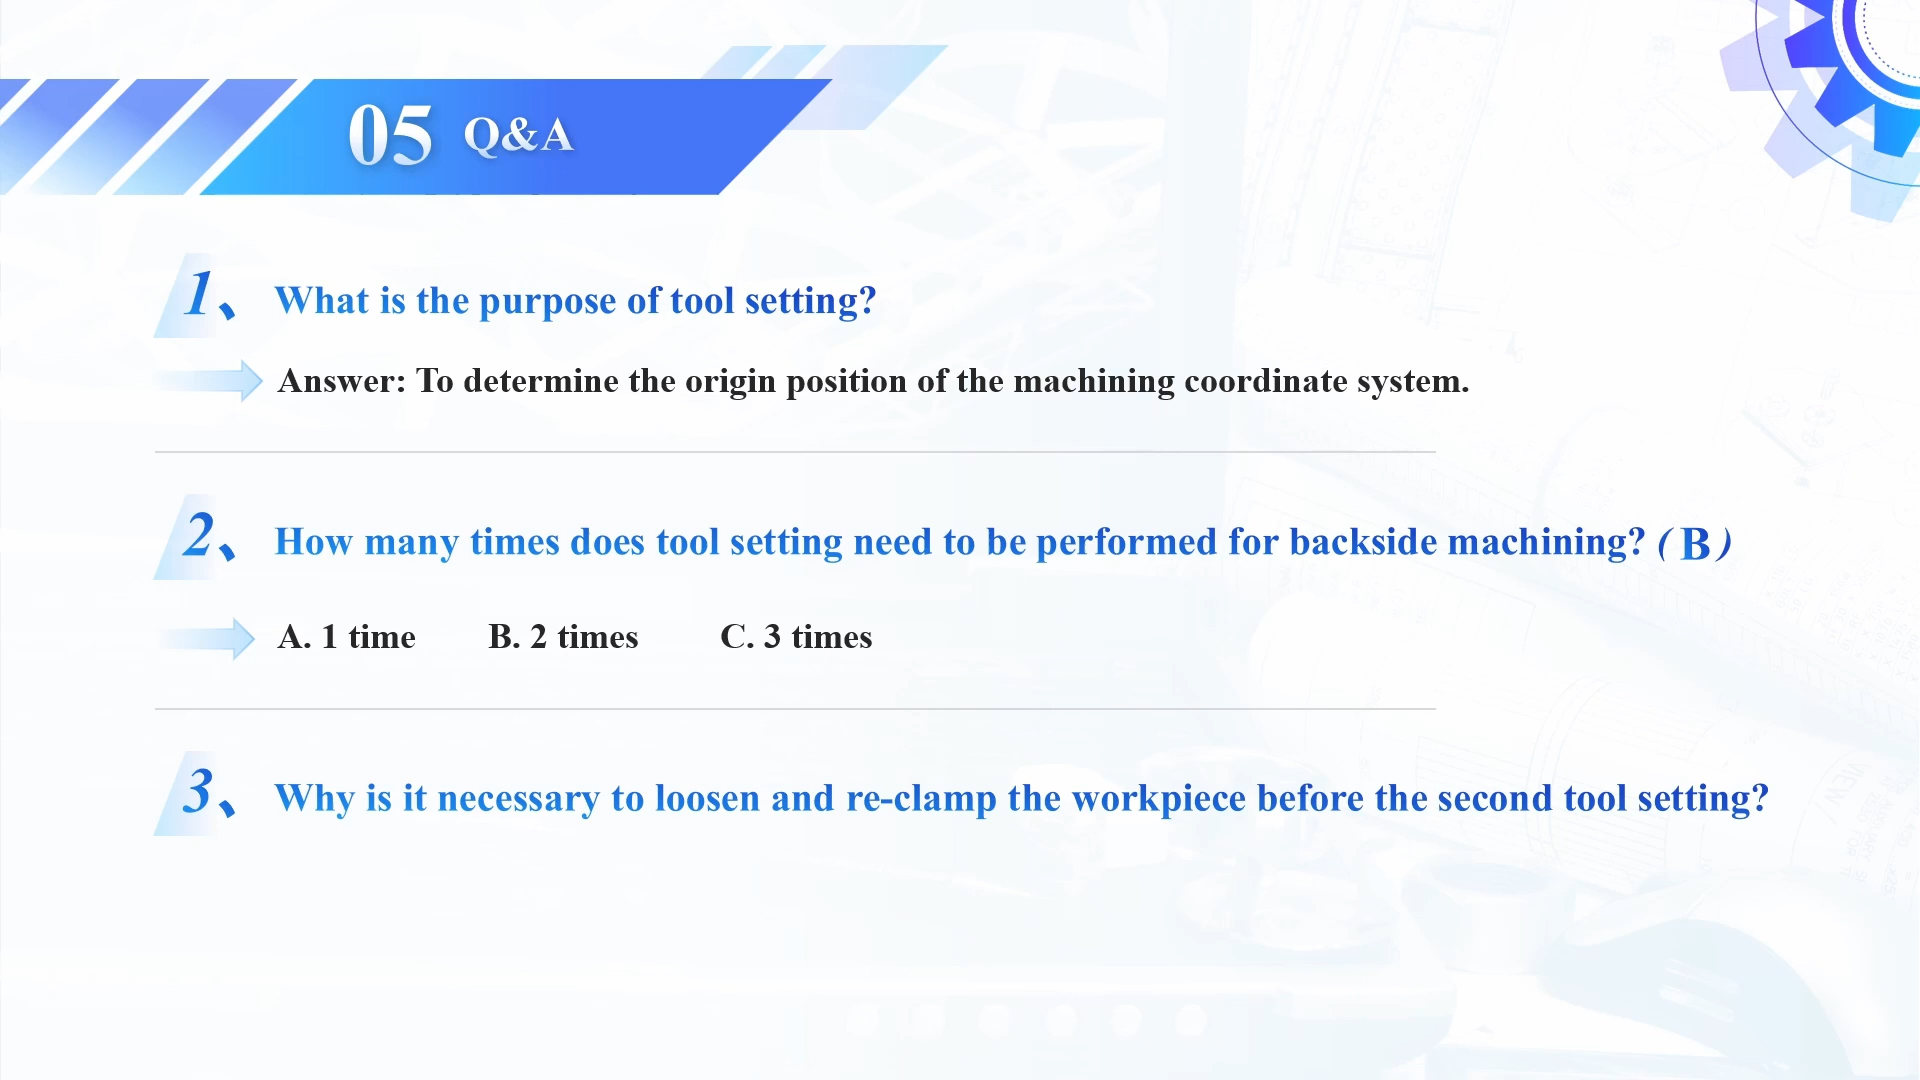 05 Q&A
1、 What is the purpose of tool setting?
Answer: To determine the origin position of the machining coordinate system.
2、 How many times does tool setting need to be performed for backside machining? ( B )
A. 1 time B. 2 times C. 3 times
3、 Why is it necessary to loosen and re-clamp the workpiece before the second tool setting?